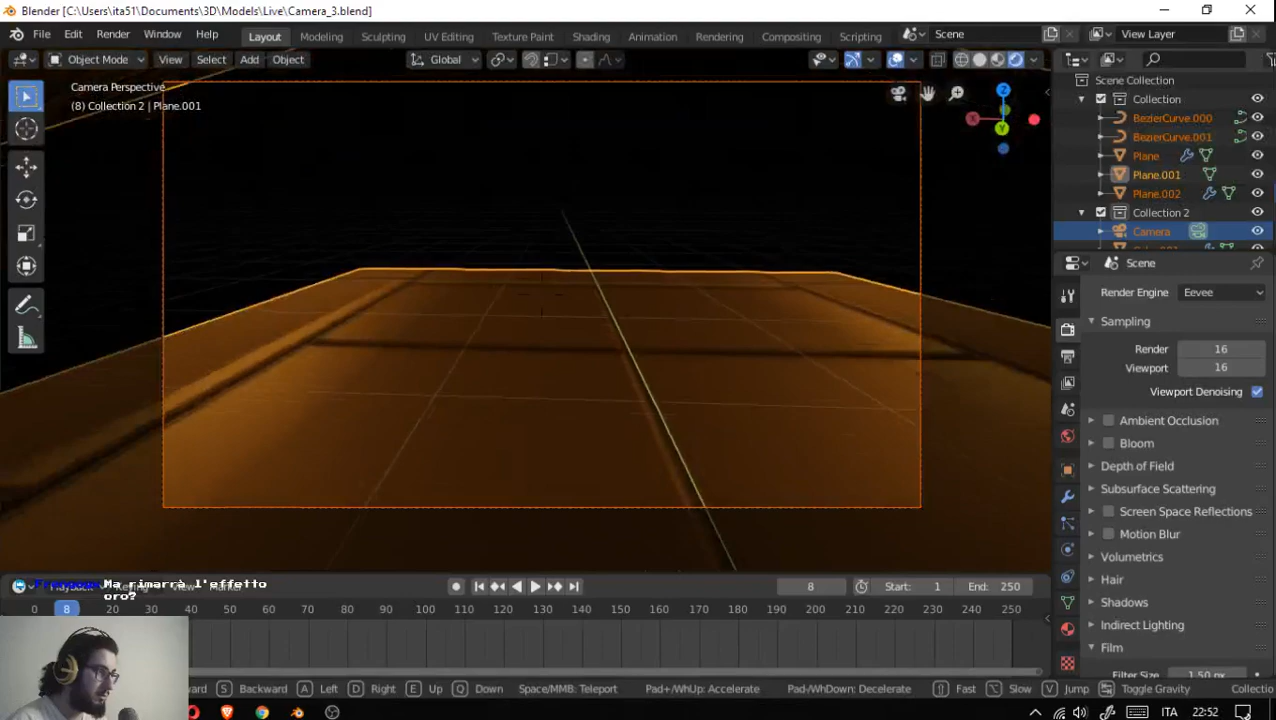 Blender [C:\Users\ita51\Documents\3D\Models\Live\Camera_3.blend]
File Edit Render Window Help Layout Modeling Sculpting UV Editing Texture Paint Shading Animation Rendering Compositing Scripting Scene View Layer
Object Mode View Select Add Object Global
Camera Perspective
(8) Collection 2 | Plane.001
Z
X
Y
Scene Collection
Collection
BezierCurve.000
BezierCurve.001
Plane
Plane.001
Plane.002
Collection 2
Camera
Scene
Render Engine Eevee
Sampling
Render 16
Viewport 16
Viewport Denoising
Ambient Occlusion
Bloom
Depth of Field
Subsurface Scattering
Screen Space Reflections
Motion Blur
Volumetrics
Hair
Shadows
Indirect Lighting
Film
Filter Size 1.50 px
Ma rimarrà l'effetto
oro?
Playback Keying View Marker
8 Start: 1 End: 250
0 8 20 30 40 50 60 70 80 90 100 110 120 130 140 150 160 170 180 190 200 210 220 230 240 250
ward S Backward A Left D Right E Up Q Down Space/MMB: Teleport Pad+/WhUp: Accelerate Pad-/WhDown: Decelerate Fast Slow V Jump Toggle Gravity Collectio
ITA 22:52